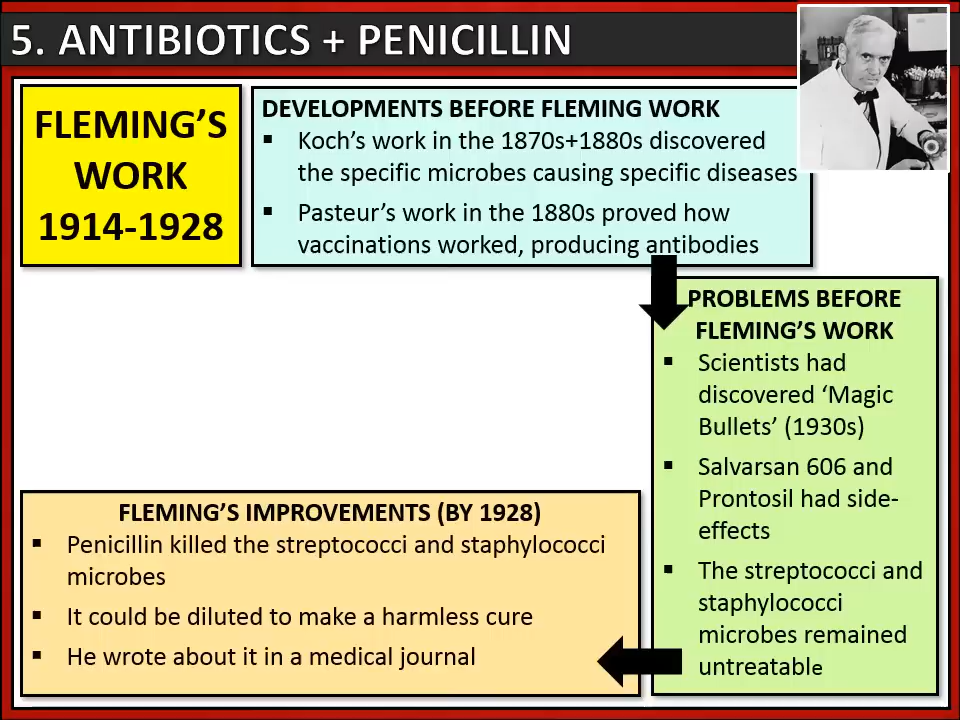 5. ANTIBIOTICS + PENICILLIN
FLEMING’S
WORK
1914-1928
DEVELOPMENTS BEFORE FLEMING WORK
▪ Koch’s work in the 1870s+1880s discovered
the specific microbes causing specific diseases
▪ Pasteur’s work in the 1880s proved how
vaccinations worked, producing antibodies
PROBLEMS BEFORE
FLEMING’S WORK
▪ Scientists had
discovered ‘Magic
Bullets’ (1930s)
▪ Salvarsan 606 and
Prontosil had side-
effects
▪ The streptococci and
staphylococci
microbes remained
untreatable
FLEMING’S IMPROVEMENTS (BY 1928)
▪ Penicillin killed the streptococci and staphylococci
microbes
▪ It could be diluted to make a harmless cure
▪ He wrote about it in a medical journal